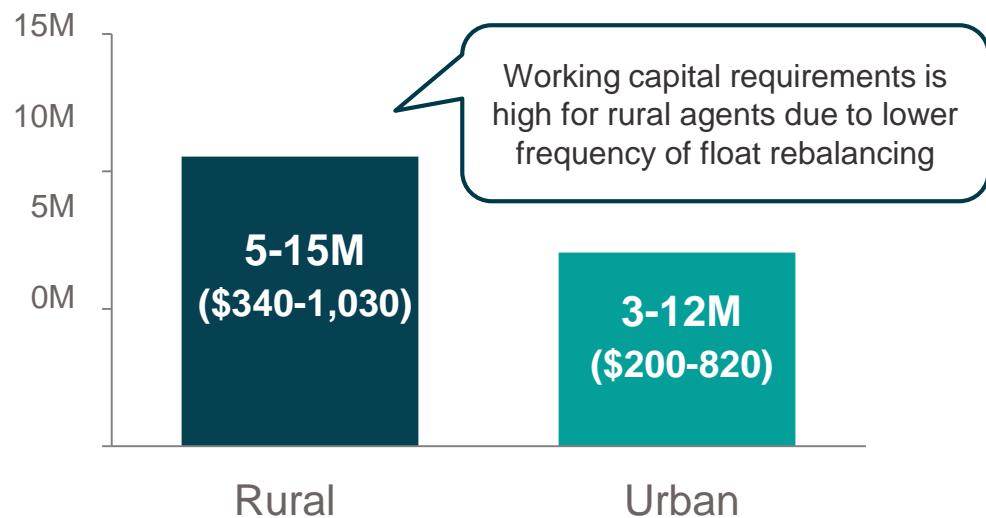 15M
10M
5M
0M
Working capital requirements is
high for rural agents due to lower
frequency of float rebalancing
5-15M
($340-1,030)
3-12M
($200-820)
Rural
Urban